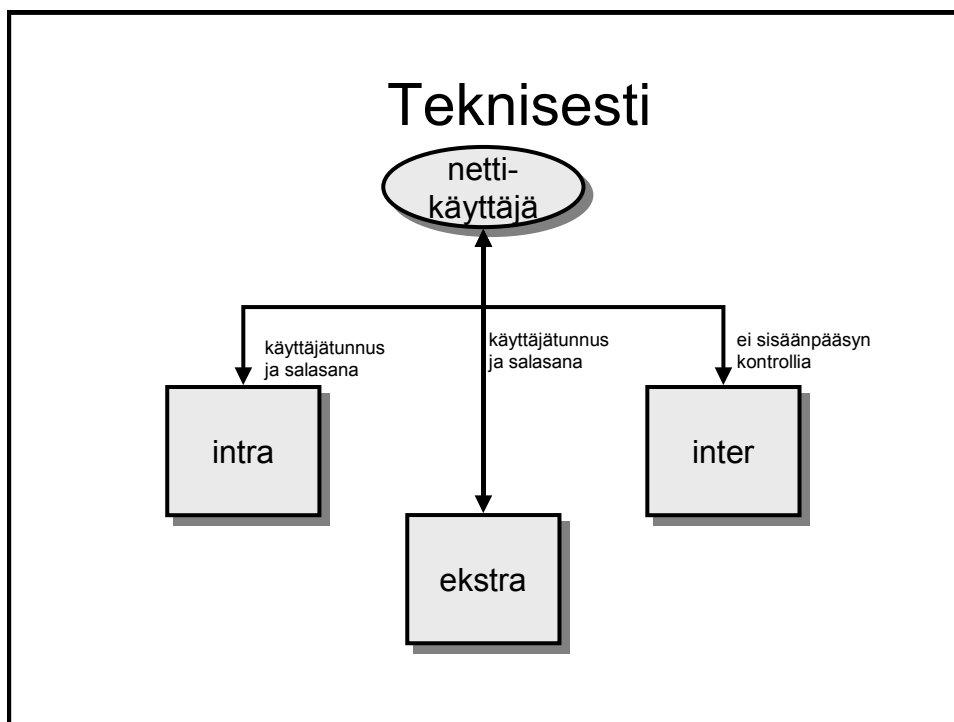 Teknisesti
netti-
käyttäjä
käyttäjätunnus
ja salasana
käyttäjätunnus
ja salasana
ei sisäänpääsyn
kontrollia
intra
inter
ekstra